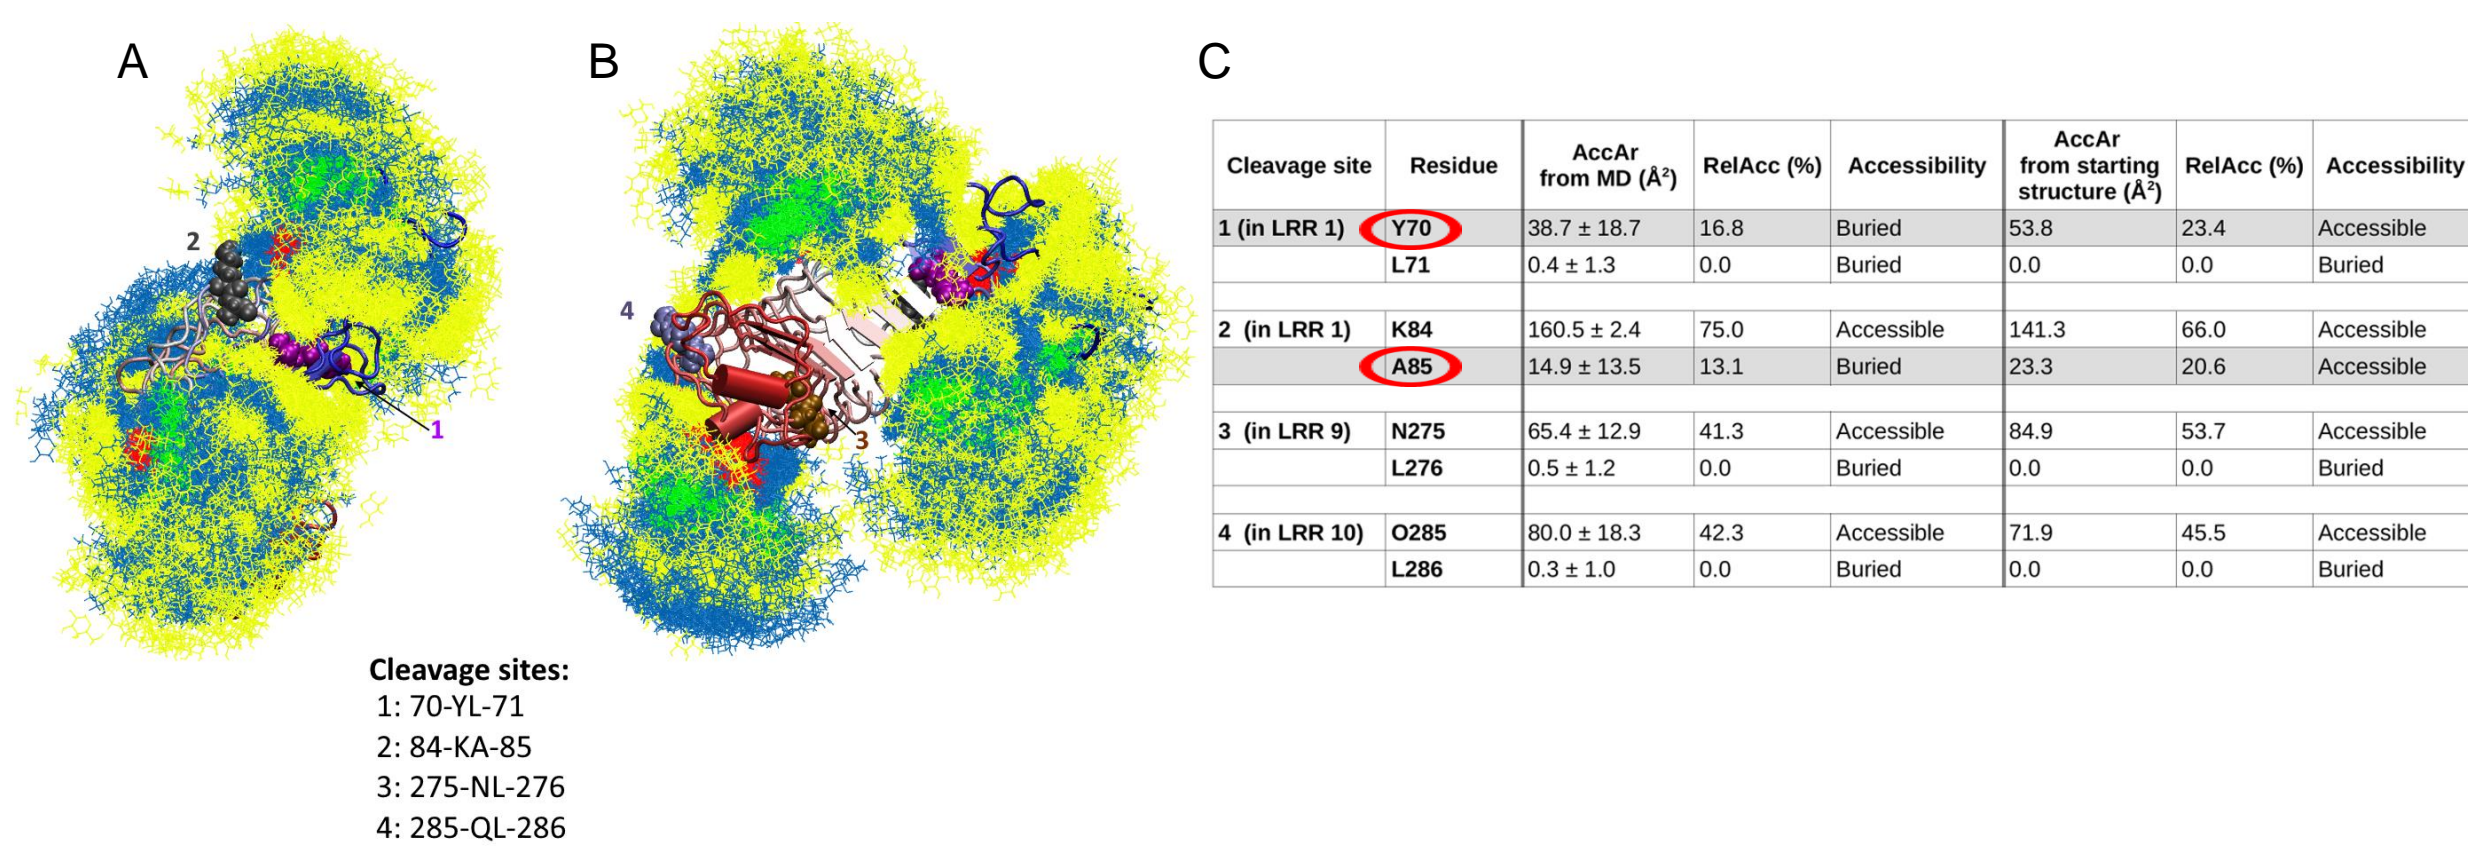 A
B
C
2
1
4
3
Cleavage sites:
1: 70-YL-71
2: 84-KA-85
3: 275-NL-276
4: 285-QL-286
Cleavage site Residue AccAr from MD (Å²) RelAcc (%) Accessibility AccAr from starting structure (Å²) RelAcc (%) Accessibility
1 (in LRR 1) Y70 38.7 ± 18.7 16.8 Buried 53.8 23.4 Accessible
L71 0.4 ± 1.3 0.0 Buried 0.0 0.0 Buried
2 (in LRR 1) K84 160.5 ± 2.4 75.0 Accessible 141.3 66.0 Accessible
A85 14.9 ± 13.5 13.1 Buried 23.3 20.6 Accessible
3 (in LRR 9) N275 65.4 ± 12.9 41.3 Accessible 84.9 53.7 Accessible
L276 0.5 ± 1.2 0.0 Buried 0.0 0.0 Buried
4 (in LRR 10) O285 80.0 ± 18.3 42.3 Accessible 71.9 45.5 Accessible
L286 0.3 ± 1.0 0.0 Buried 0.0 0.0 Buried